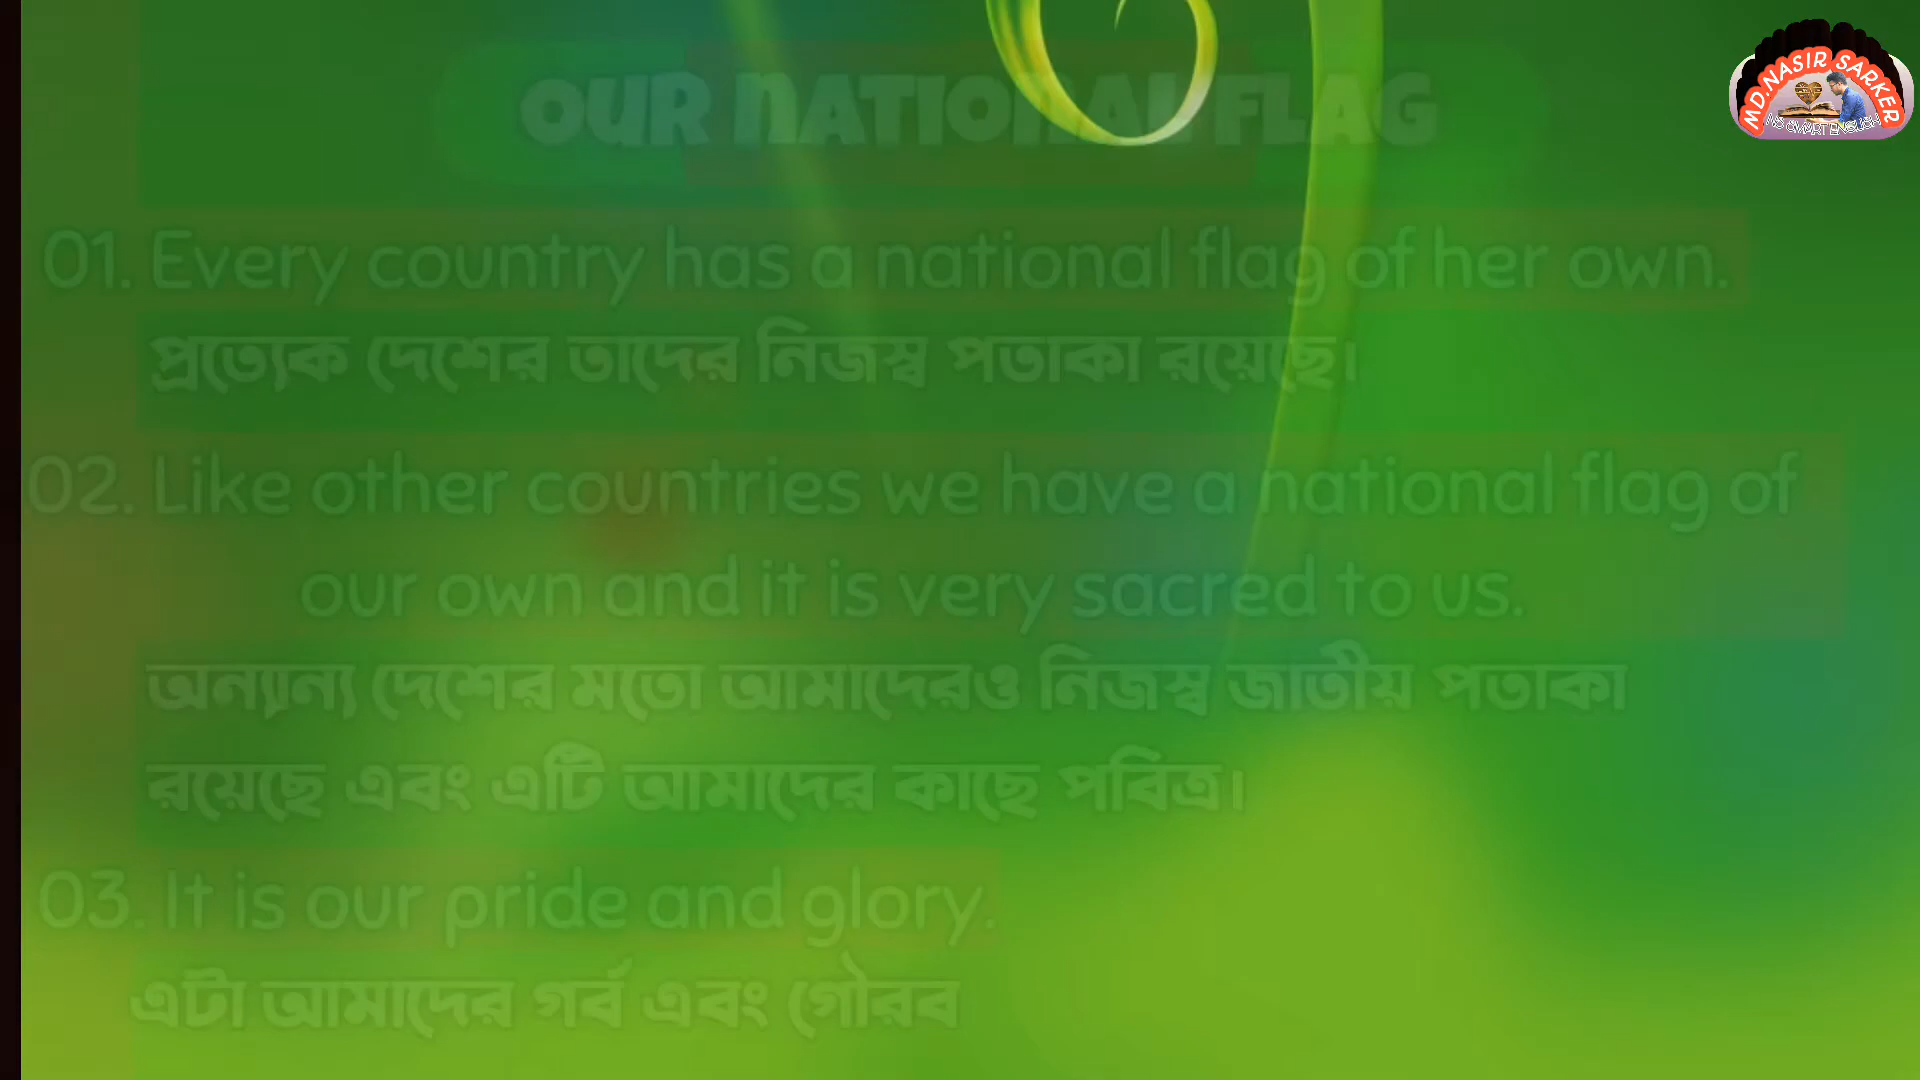 OUR NATIONAL FLAG
MD.NASIR SARKER
NS SMART ENGLISH
01. Every country has a national flag of her own.
প্রত্যেক দেশের তাদের নিজস্ব পতাকা রয়েছে।
02. Like other countries we have a national flag of
our own and it is very sacred to us.
অন্যান্য দেশের মতো আমাদেরও নিজস্ব জাতীয় পতাকা
রয়েছে এবং এটি আমাদের কাছে পবিত্র।
03. It is our pride and glory.
এটা আমাদের গর্ব এবং গৌরব